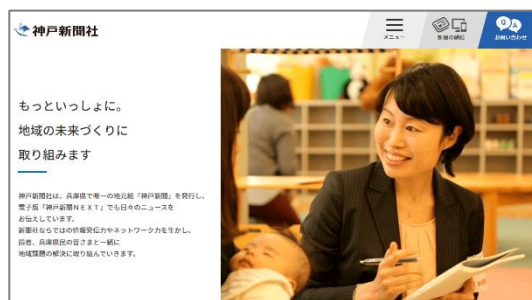 神戸新聞社
メニュー
新聞の購読
Q A
お問い合わせ
もっといっしょに。
地域の未来づくりに
取り組みます
神戸新聞社は、兵庫県で唯一の地元紙「神戸新聞」を発行し、
電子版「神戸新聞NEXT」でも日々のニュースを
お伝えしています。
新聞社ならではの情報発信力やネットワーク力を生かし、
読者、兵庫県民の皆さまと一緒に
地域課題の解決に取り組んでいきます。